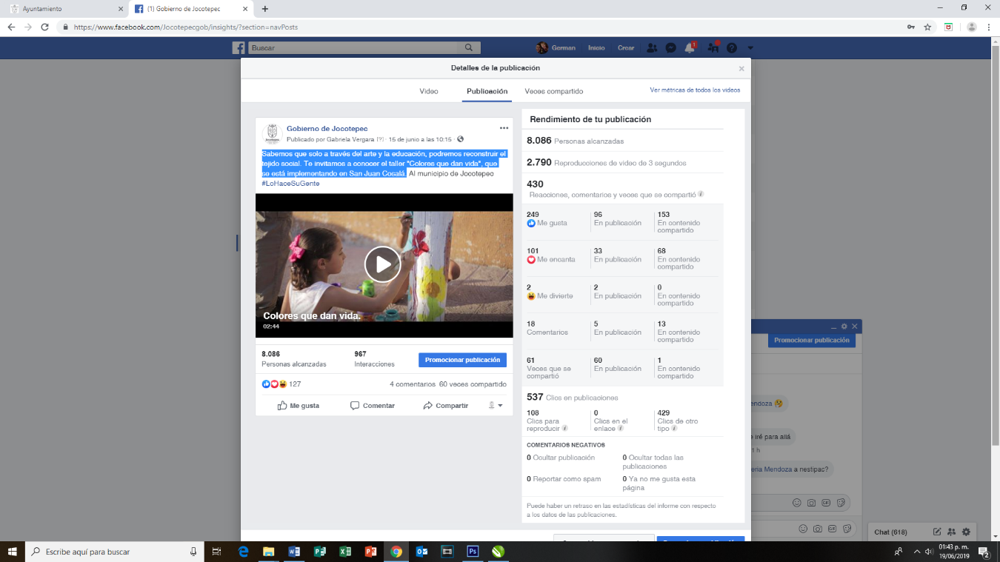 Ayuntamiento
(1) Gobierno de Jocotepec
https://www.facebook.com/Jocotepecgob/insights/?section=navPosts
Buscar
German
Inicio
Crear
1
Detalles de la publicación
Video
Publicación
Veces compartido
Ver métricas de todos los videos
Gobierno de Jocotepec
Publicado por Gabriela Vergara [?] · 15 de junio a las 10:15 ·
Sabemos que solo a través del arte y la educación, podremos reconstruir el
tejido social. Te invitamos a conocer el taller "Colores que dan vida", que
se está implementando en San Juan Cosalá. Al municipio de Jocotepec
#LoHaceSuGente
Colores que dan vida.
02:44
8.086
Personas alcanzadas
967
Interacciones
Promocionar publicación
127
4 comentarios 60 veces compartido
Me gusta
Comentar
Compartir
Rendimiento de tu publicación
8.086 Personas alcanzadas
2.790 Reproducciones de video de 3 segundos
430
Reacciones, comentarios y veces que se compartió
249
Me gusta
96
En publicación
153
En contenido
compartido
101
Me encanta
33
En publicación
68
En contenido
compartido
2
Me divierte
2
En publicación
0
En contenido
compartido
18
Comentarios
5
En publicación
13
En contenido
compartido
61
Veces que se
compartió
60
En publicación
1
En contenido
compartido
537 Clics en publicaciones
108
Clics para
reproducir
0
Clics en el
enlace
429
Clics de otro
tipo
COMENTARIOS NEGATIVOS
0 Ocultar publicación
0 Ocultar todas las
publicaciones
0 Reportar como spam
0 Ya no me gusta esta
página
Puede haber un retraso en las estadísticas del informe con respecto
a los datos de las publicaciones.
Promocionar publicación
endoza
e iré para allá
1 h
eria Mendoza a nestipac?
Chat (618)
Escribe aquí para buscar
01:43 p. m.
19/06/2019
2